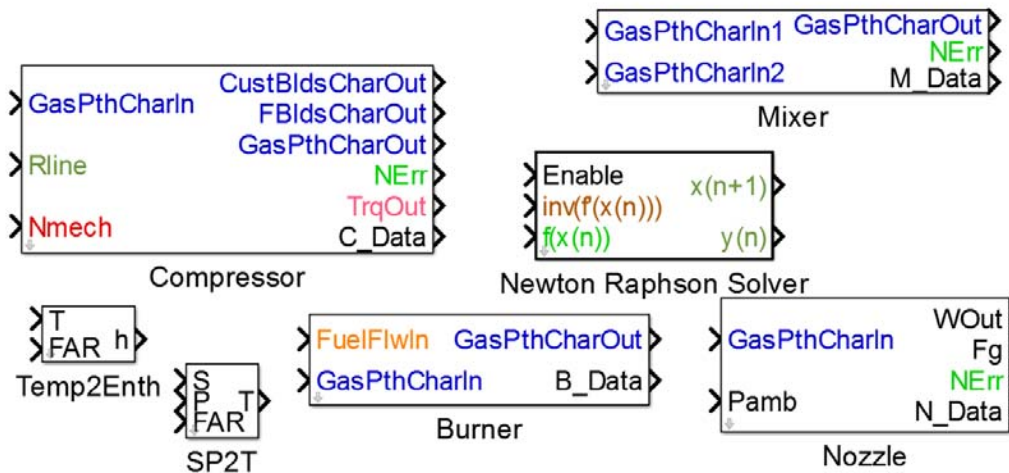 GasPthCharIn
Rline
Nmech
CustBldsCharOut
FBldsCharOut
GasPthCharOut
NErr
TrqOut
C_Data
Compressor
GasPthCharIn1
GasPthCharIn2
GasPthCharOut
NErr
M_Data
Mixer
Enable
inv(f'(x(n)))
f(x(n))
x(n+1)
y(n)
Newton Raphson Solver
T
FAR
h
Temp2Enth
S
P
FAR
T
SP2T
FuelFlwIn
GasPthCharIn
GasPthCharOut
B_Data
Burner
GasPthCharIn
Pamb
WOut
Fg
NErr
N_Data
Nozzle